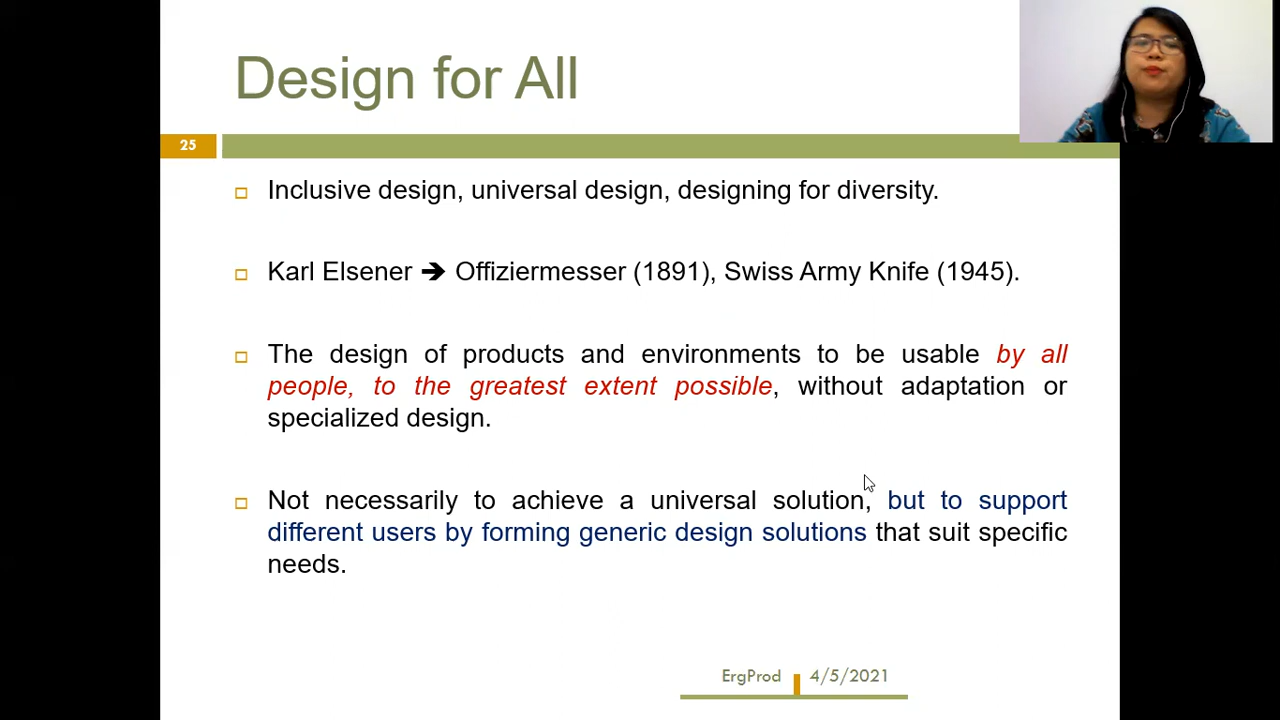 Design for All
25
Inclusive design, universal design, designing for diversity.
Karl Elsener ➔ Offiziermesser (1891), Swiss Army Knife (1945).
The design of products and environments to be usable by all
people, to the greatest extent possible, without adaptation or
specialized design.
Not necessarily to achieve a universal solution, but to support
different users by forming generic design solutions that suit specific
needs.
ErgProd 4/5/2021